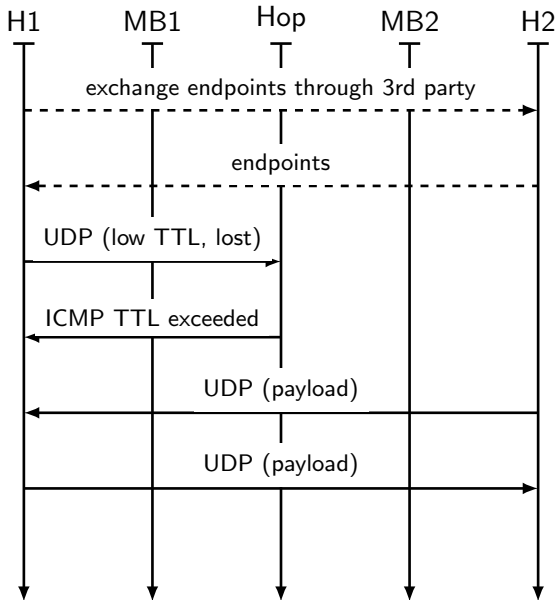 H1 MB1 Hop MB2 H2
exchange endpoints through 3rd party
endpoints
UDP (low TTL, lost)
ICMP TTL exceeded
UDP (payload)
UDP (payload)